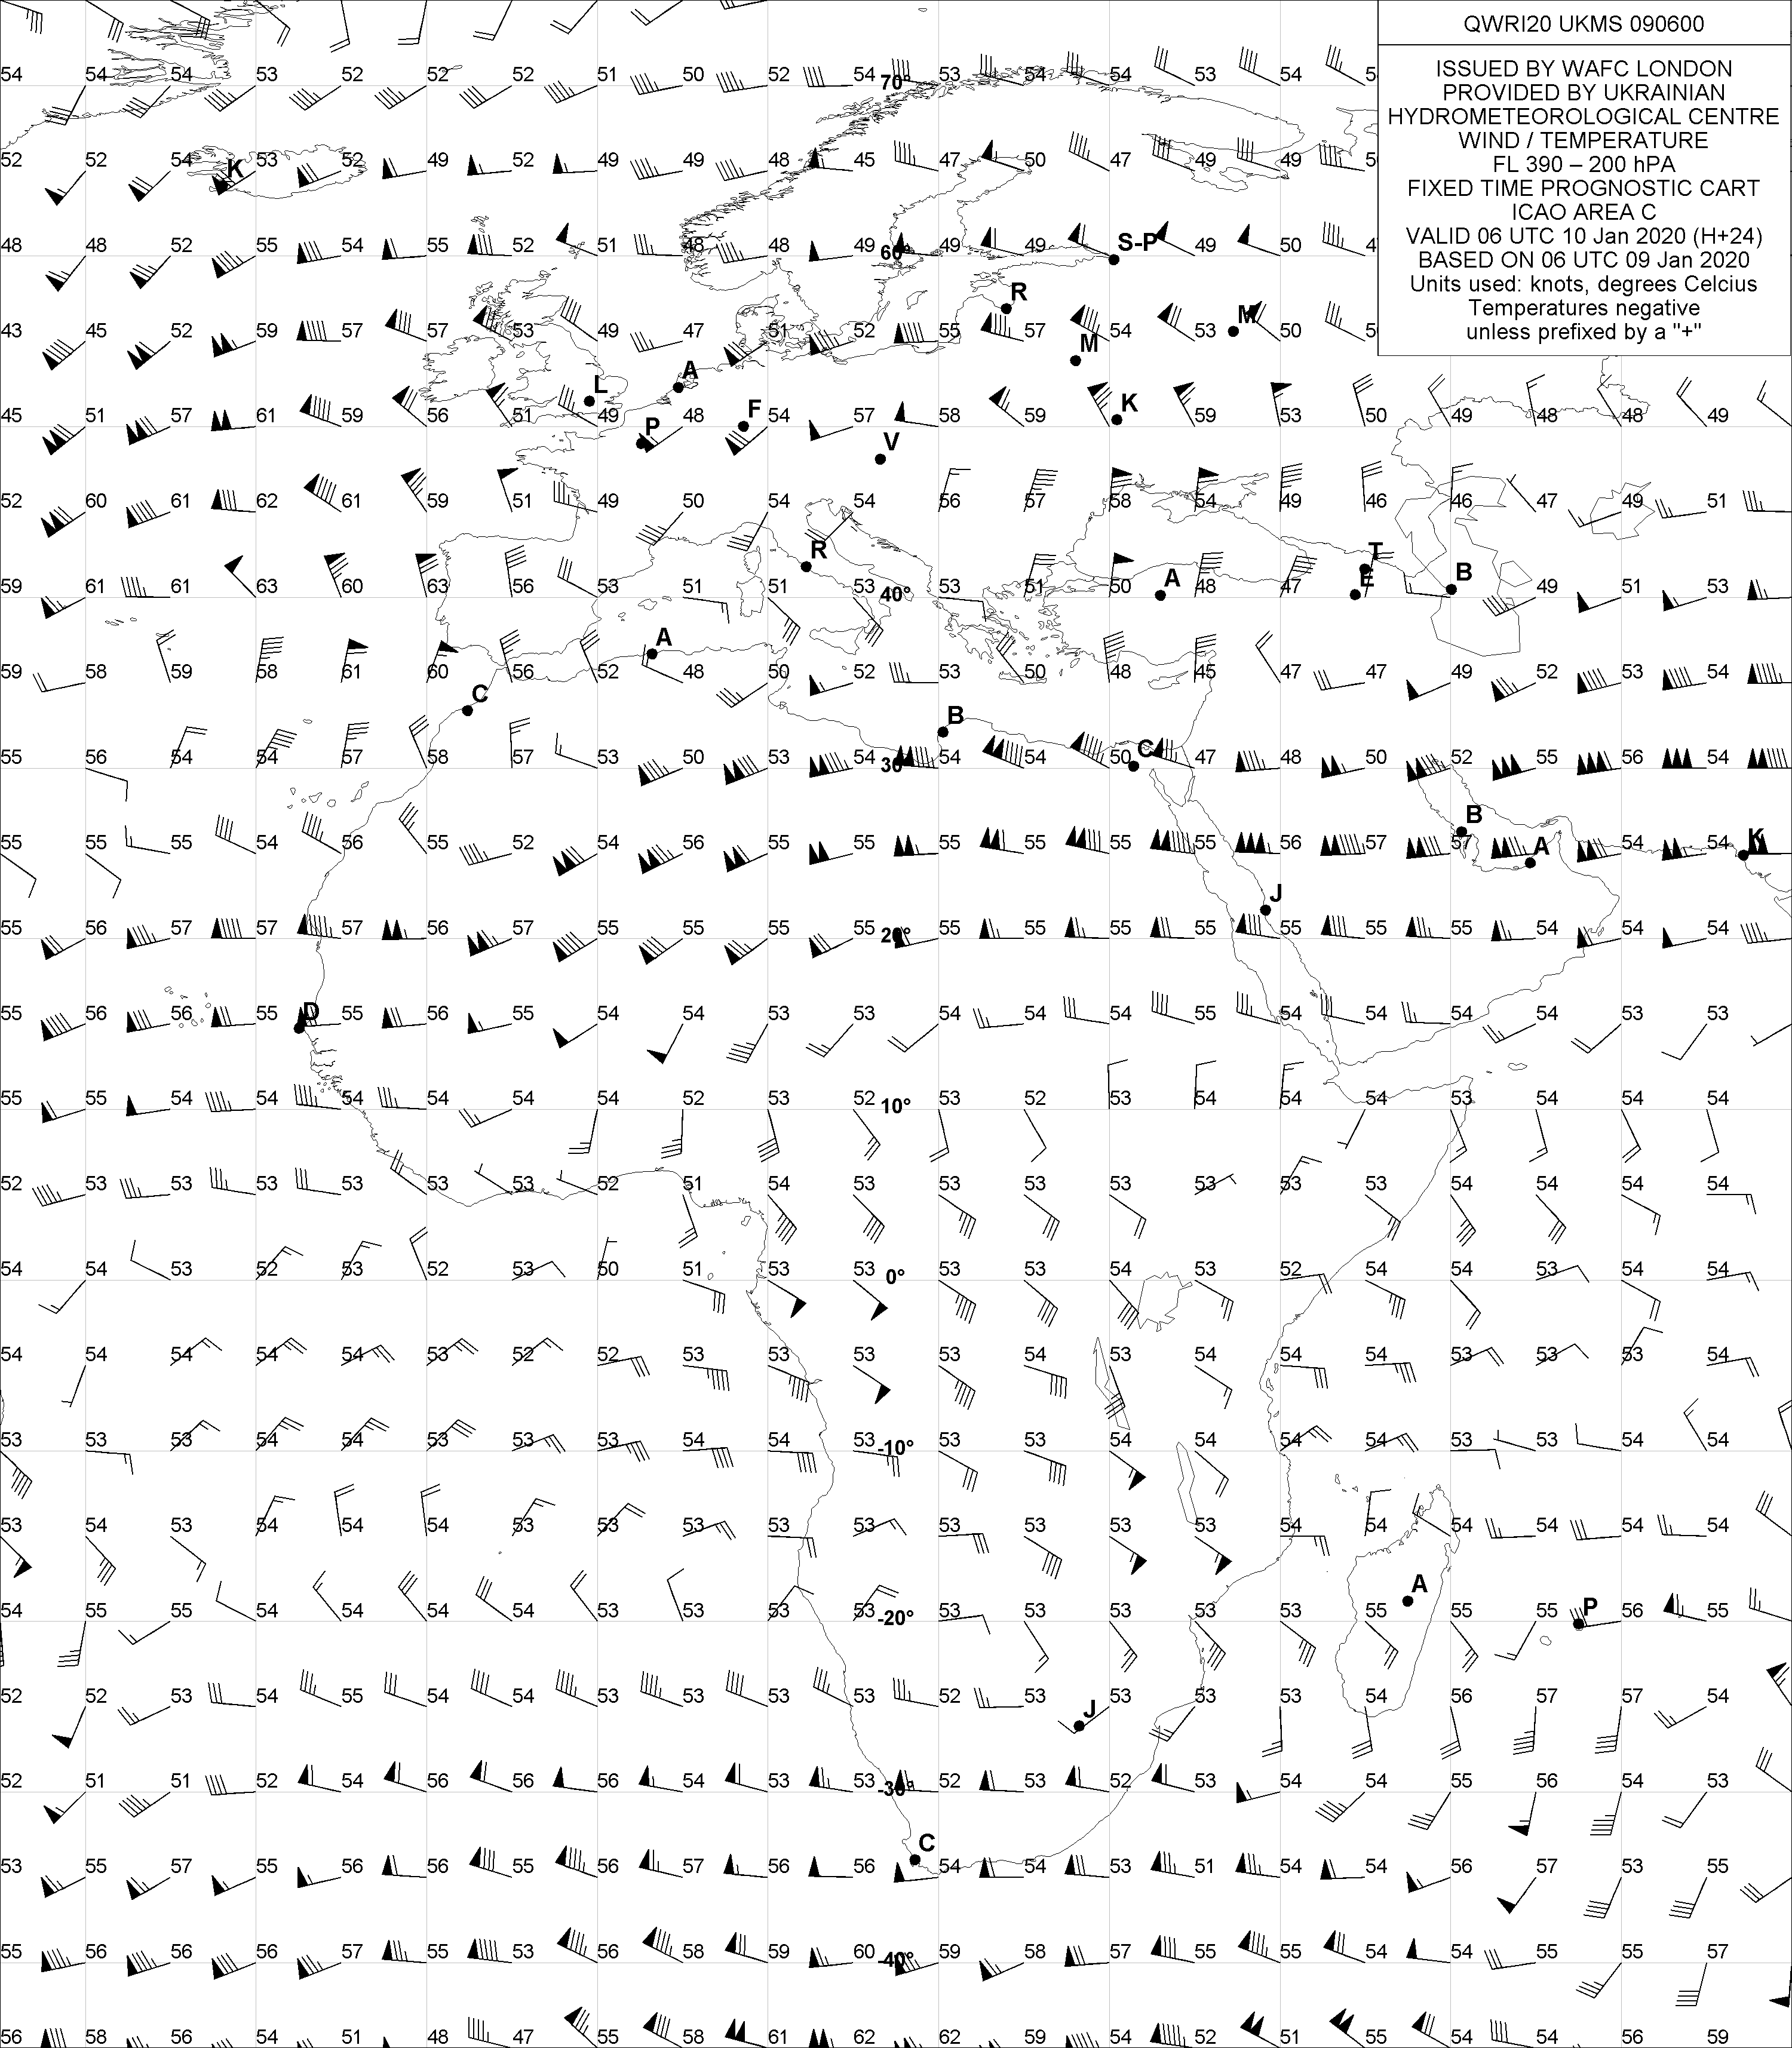 QWRI20 UKMS 090600
ISSUED BY WAFC LONDON
PROVIDED BY UKRAINIAN
HYDROMETEOROLOGICAL CENTRE
WIND / TEMPERATURE
FL 390 – 200 hPA
FIXED TIME PROGNOSTIC CART
ICAO AREA C
VALID 06 UTC 10 Jan 2020 (H+24)
BASED ON 06 UTC 09 Jan 2020
Units used: knots, degrees Celcius
Temperatures negative
unless prefixed by a "+"
54 54 54 53 52 52 52 51 50 52 54 70° 53 54 54 53 54 5
52 52 54 K 53 52 49 52 49 49 48 45 47 50 47 49 49 5
48 48 52 55 54 55 52 51 48 48 49 60° 49 49 S-P 49 50 4
R
43 45 52 59 57 57 53 49 47 51 52 55 57 54 53 M 50 5
M
A
L
45 51 57 61 59 56 51 49 48 54 57 58 59 K 59 53 50 49 48 48 49
F
P V
52 60 61 62 61 59 51 49 50 54 54 56 57 58 54 49 46 46 47 49 51
R T
59 61 61 63 60 63 56 53 51 51 53 40° 53 51 50 A 48 47 E B 49 51 53
A
59 58 59 58 61 60 56 52 48 50 52 53 50 48 45 47 47 49 52 53 54
C
B
55 56 54 54 57 58 57 53 50 53 54 30° 54 54 50 C 47 48 50 52 55 56 54
B
55 55 55 54 56 55 52 54 56 55 55 55 55 55 55 56 57 57 A 54 54 K
J
55 56 57 57 57 56 57 55 55 55 55 20° 55 55 55 55 55 55 55 54 54 54
55 56 56 55 D 55 56 55 54 54 53 53 54 54 54 55 54 54 54 54 53 53
55 55 54 54 54 54 54 54 52 53 52 10° 53 52 53 54 54 54 53 54 54 54
52 53 53 53 53 53 53 52 51 54 53 53 53 53 53 53 53 54 54 54 54
54 54 53 52 53 52 53 50 51 53 53 0° 53 53 54 53 52 54 54 53 54 54
54 54 54 54 54 53 52 52 53 53 53 53 54 53 54 54 54 53 53 53 54
53 53 53 54 54 53 53 53 54 54 53 -10° 53 53 54 54 54 54 53 53 54 54
53 54 53 54 54 54 53 53 53 53 53 53 53 53 53 54 54 54 54 54 54
A
54 55 55 54 54 54 54 53 53 53 53 -20° 53 53 53 53 53 55 55 55 P 56 55
52 52 53 54 55 54 54 53 53 53 53 52 53 J 53 53 53 54 56 57 57 54
52 51 51 52 54 56 56 56 54 53 53 -30° 52 53 52 53 54 54 55 56 54 53
C
53 55 57 55 56 56 55 56 57 56 56 54 54 53 51 54 54 56 57 53 55
55 56 56 56 57 55 53 56 58 59 60 -40° 59 58 57 55 55 54 54 55 55 57
56 58 56 54 51 48 47 55 58 61 62 62 59 54 52 51 55 54 54 56 59